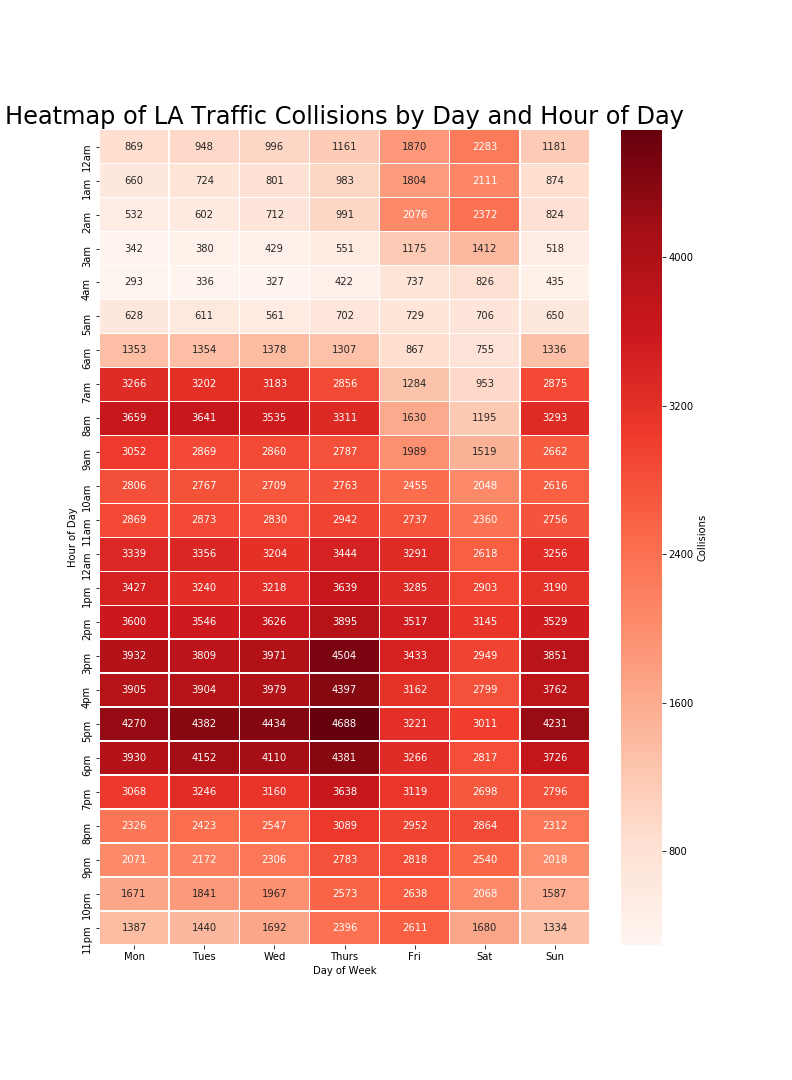 Heatmap of LA Traffic Collisions by Day and Hour of Day
12am 869 948 996 1161 1870 2283 1181
1am 660 724 801 983 1804 2111 874
2am 532 602 712 991 2076 2372 824
3am 342 380 429 551 1175 1412 518
4am 293 336 327 422 737 826 435
5am 628 611 561 702 729 706 650
6am 1353 1354 1378 1307 867 755 1336
7am 3266 3202 3183 2856 1284 953 2875
8am 3659 3641 3535 3311 1630 1195 3293
9am 3052 2869 2860 2787 1989 1519 2662
10am 2806 2767 2709 2763 2455 2048 2616
11am 2869 2873 2830 2942 2737 2360 2756
12am 3339 3356 3204 3444 3291 2618 3256
1pm 3427 3240 3218 3639 3285 2903 3190
2pm 3600 3546 3626 3895 3517 3145 3529
3pm 3932 3809 3971 4504 3433 2949 3851
4pm 3905 3904 3979 4397 3162 2799 3762
5pm 4270 4382 4434 4688 3221 3011 4231
6pm 3930 4152 4110 4381 3266 2817 3726
7pm 3068 3246 3160 3638 3119 2698 2796
8pm 2326 2423 2547 3089 2952 2864 2312
9pm 2071 2172 2306 2783 2818 2540 2018
10pm 1671 1841 1967 2573 2638 2068 1587
11pm 1387 1440 1692 2396 2611 1680 1334
Mon Tues Wed Thurs Fri Sat Sun
Day of Week
Hour of Day
4000
3200
2400
1600
800
Collisions